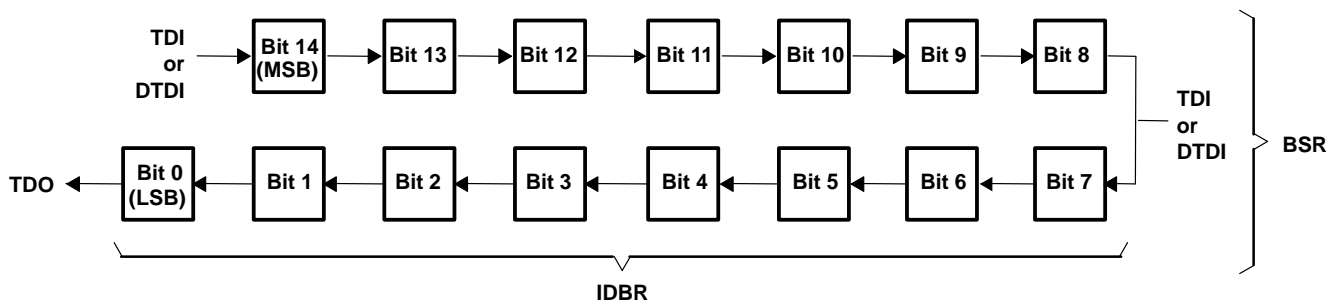 TDI
or
DTDI
Bit 14
(MSB)
Bit 13
Bit 12
Bit 11
Bit 10
Bit 9
Bit 8
TDI
or
DTDI
BSR
TDO
Bit 0
(LSB)
Bit 1
Bit 2
Bit 3
Bit 4
Bit 5
Bit 6
Bit 7
IDBR